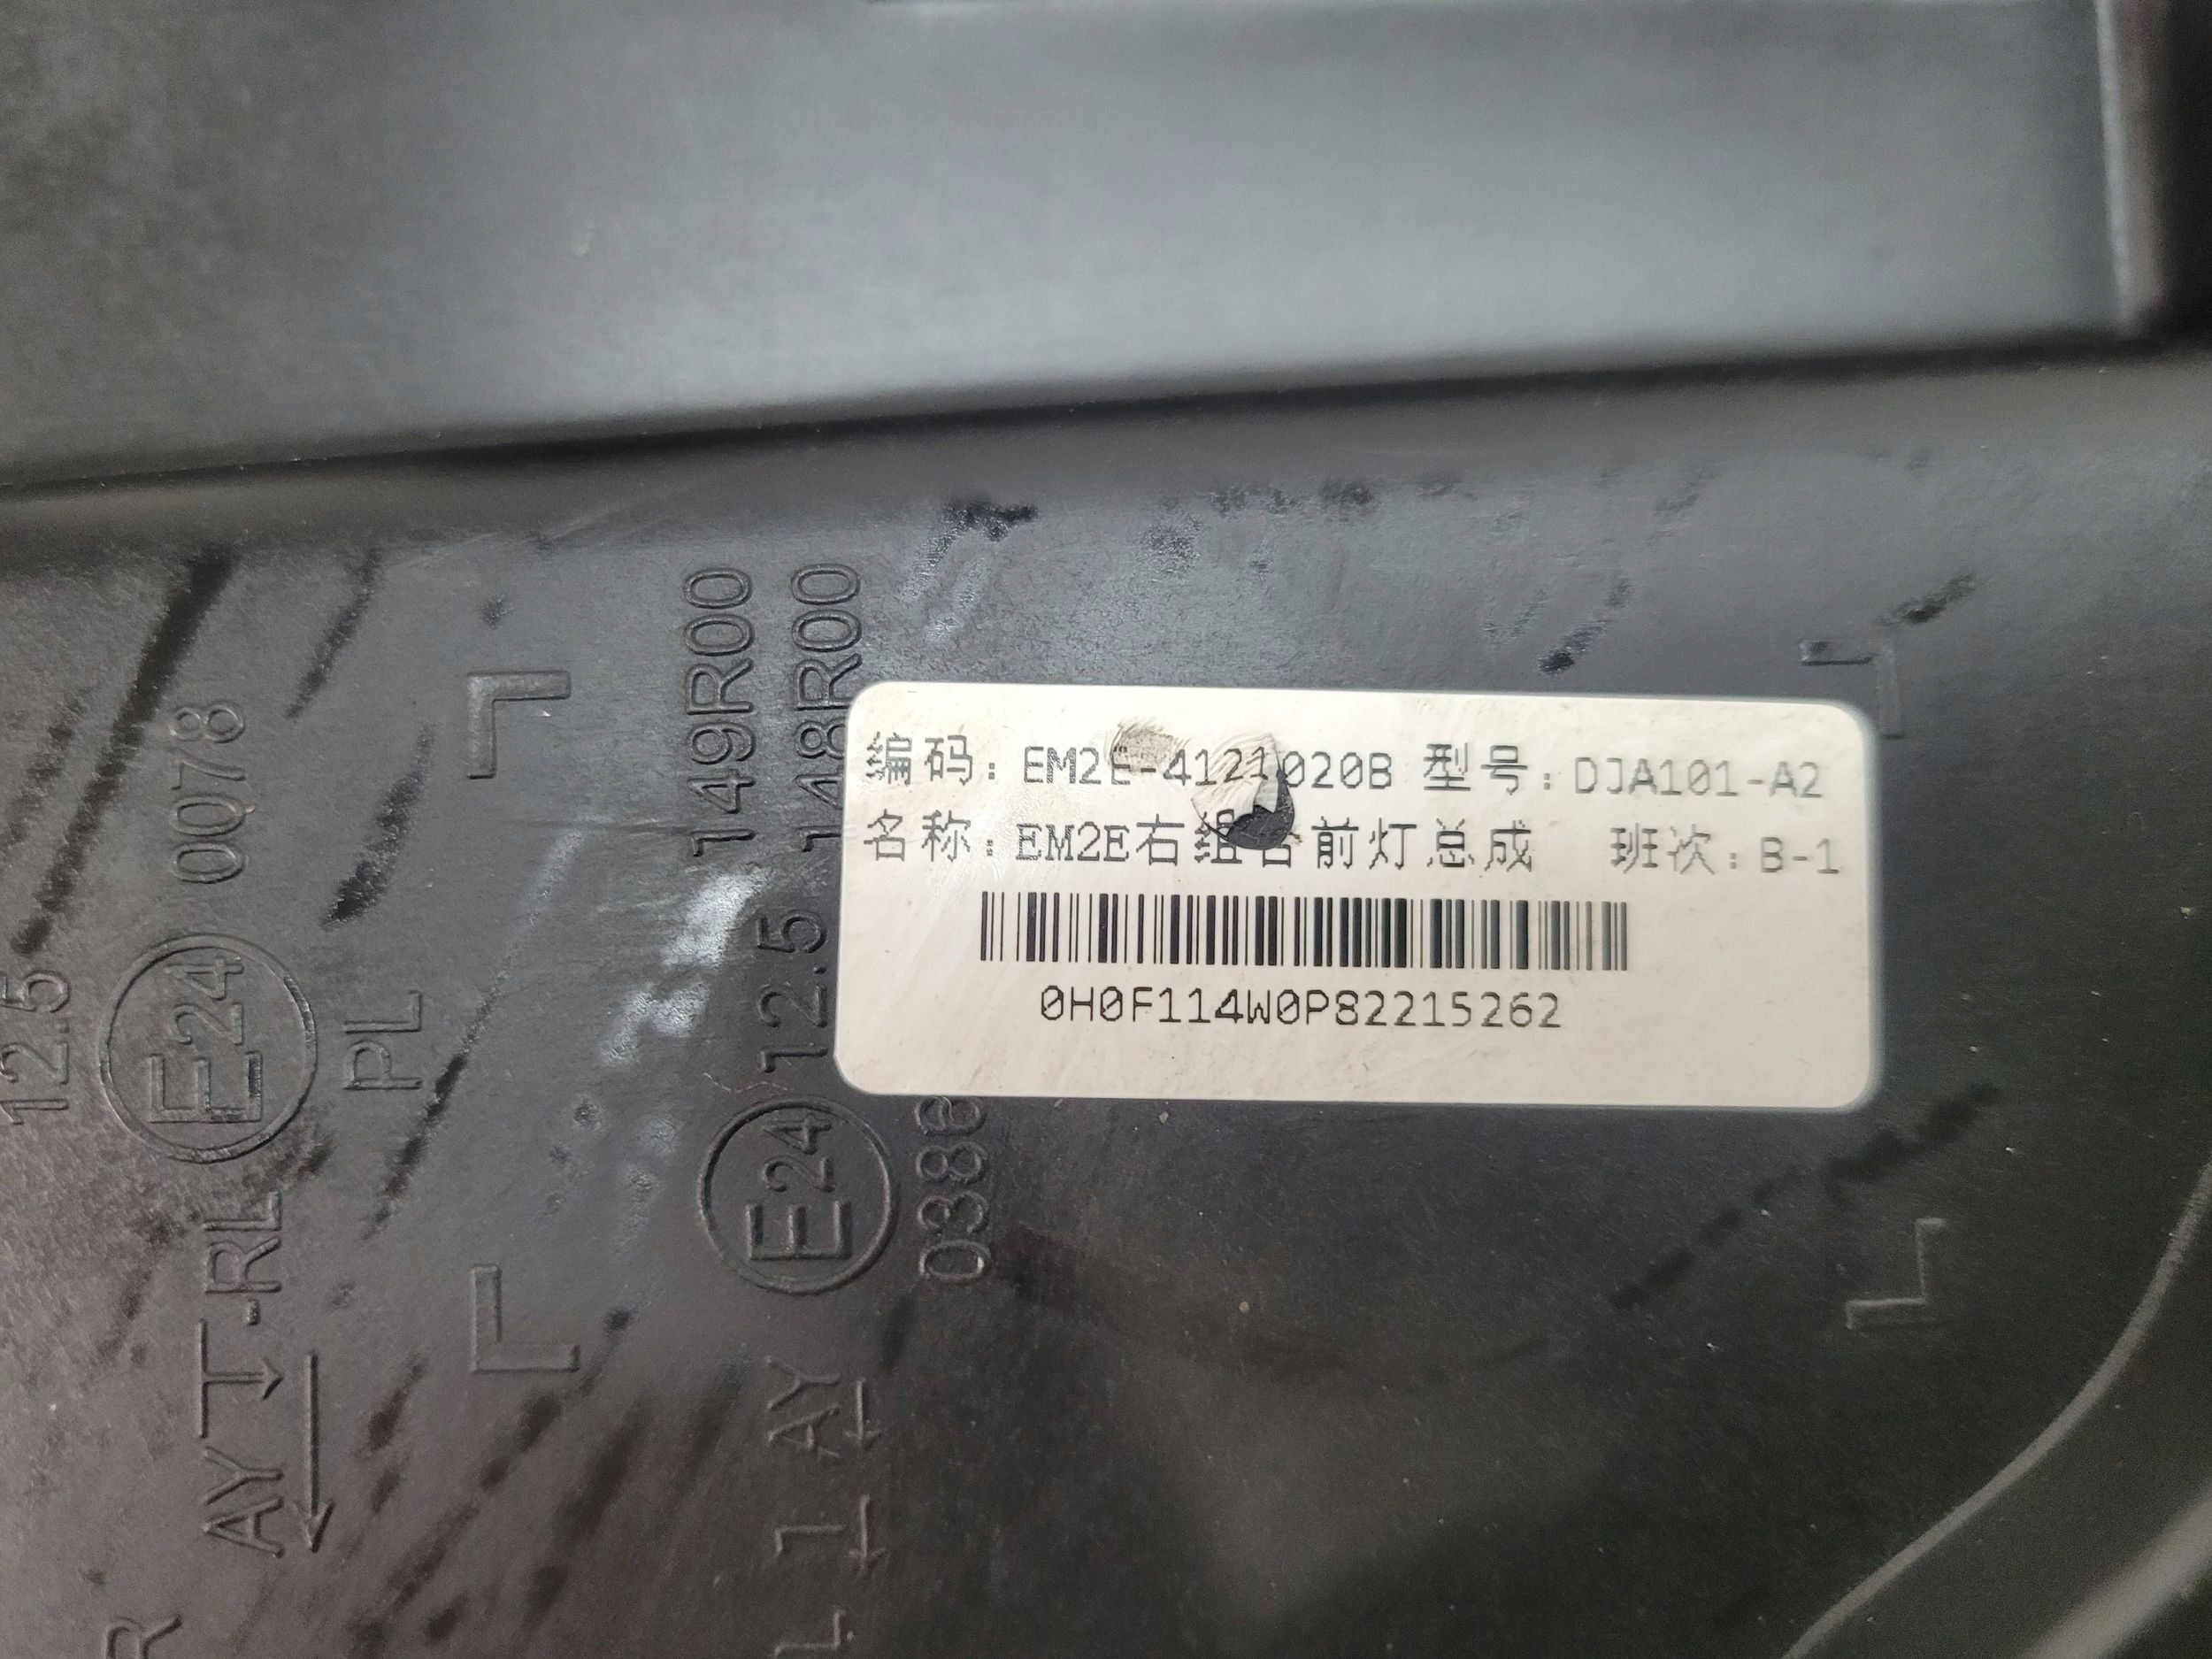 编码: EM2E-4121020B 型号: DJA101-A2
名称: EM2E右组合前灯总成 班次: B-1
0H0F114W0P82215262
149R00
148R00
12.5
E24
0386
1 AY
0078
E24
PL
AY T-RL
12.5
R